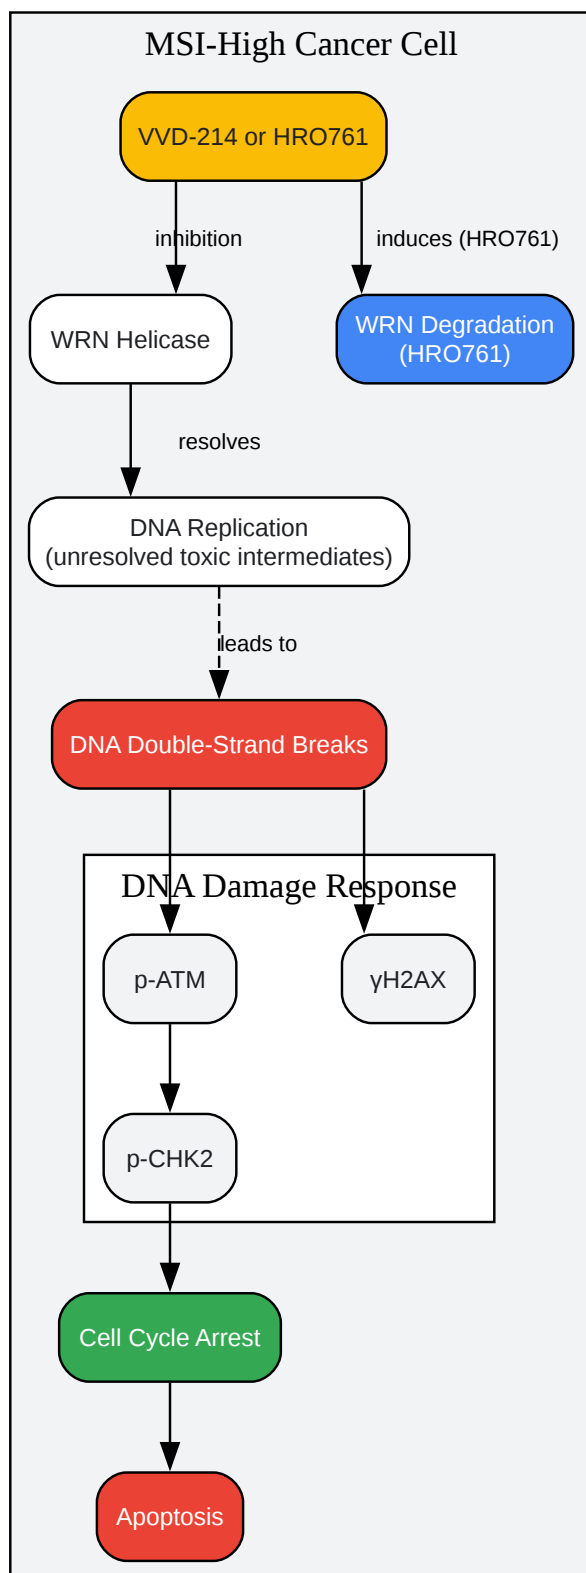 MSI-High Cancer Cell
VVD-214 or HRO761
inhibition
induces (HRO761)
WRN Helicase
WRN Degradation
(HRO761)
resolves
DNA Replication
(unresolved toxic intermediates)
leads to
DNA Double-Strand Breaks
DNA Damage Response
p-ATM
γH2AX
p-CHK2
Cell Cycle Arrest
Apoptosis